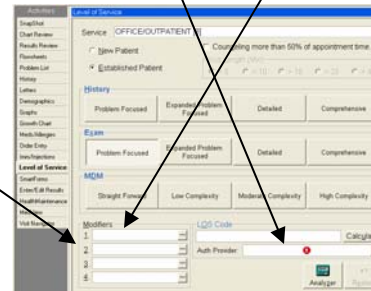 Activities
Level of Service
SnapShot
Chart Review
Results Review
Flowsheets
Problem List
History
Letters
Demographics
Graphs
Growth Chart
Meds/Allergies
Order Entry
Imm/Injections
Level of Service
SmartForms
Enter/Edit Results
HealthMaintenance
Visit Navigator
Service OFFICE/OUTPATIENT
New Patient
Counseling more than 50% of appointment time.
Established Patient
History
Problem Focused
Expanded Problem Focused
Detailed
Comprehensive
Exam
Problem Focused
Expanded Problem Focused
Detailed
Comprehensive
MDM
Straight Forward
Low Complexity
Moderate Complexity
High Complexity
Modifiers
1.
2.
3.
4.
LOS Code
Calcula
Auth Provider:
Analyzer